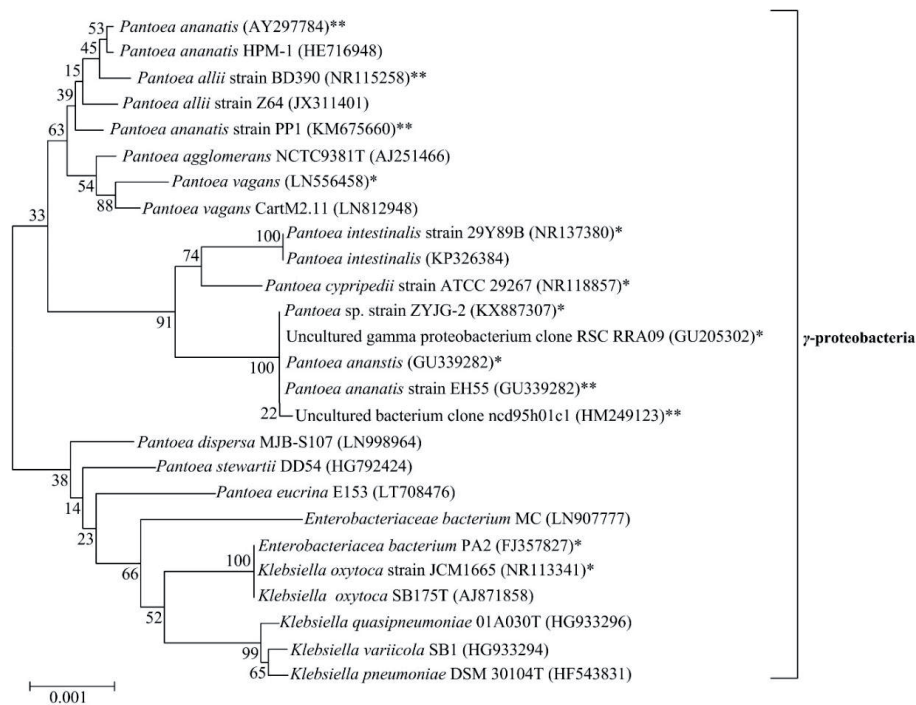 53
Pantoea ananatis (AY297784)**
45
Pantoea ananatis HPM-1 (HE716948)
15
Pantoea allii strain BD390 (NR115258)**
39
Pantoea allii strain Z64 (JX311401)
63
Pantoea ananatis strain PP1 (KM675660)**
Pantoea agglomerans NCTC9381T (AJ251466)
54
Pantoea vagans (LN556458)*
88
Pantoea vagans CartM2.11 (LN812948)
33
100
Pantoea intestinalis strain 29Y89B (NR137380)*
74
Pantoea intestinalis (KP326384)
γ-proteobacteria
Pantoea cypripedii strain ATCC 29267 (NR118857)*
91
Pantoea sp. strain ZYJG-2 (KX887307)*
Uncultured gamma proteobacterium clone RSC RRA09 (GU205302)*
100
Pantoea ananstis (GU339282)*
Pantoea ananatis strain EH55 (GU339282)**
22
Uncultured bacterium clone ncd95h01c1 (HM249123)**
Pantoea dispersa MJB-S107 (LN998964)
38
Pantoea stewartii DD54 (HG792424)
14
Pantoea eucrina E153 (LT708476)
23
Enterobacteriaceae bacterium MC (LN907777)
66
Enterobacteriacea bacterium PA2 (FJ357827)*
100
Klebsiella oxytoca strain JCM1665 (NR113341)*
Klebsiella oxytoca SB175T (AJ871858)
52
Klebsiella quasipneumoniae 01A030T (HG933296)
99
Klebsiella variicola SB1 (HG933294)
65
Klebsiella pneumoniae DSM 30104T (HF543831)
0.001